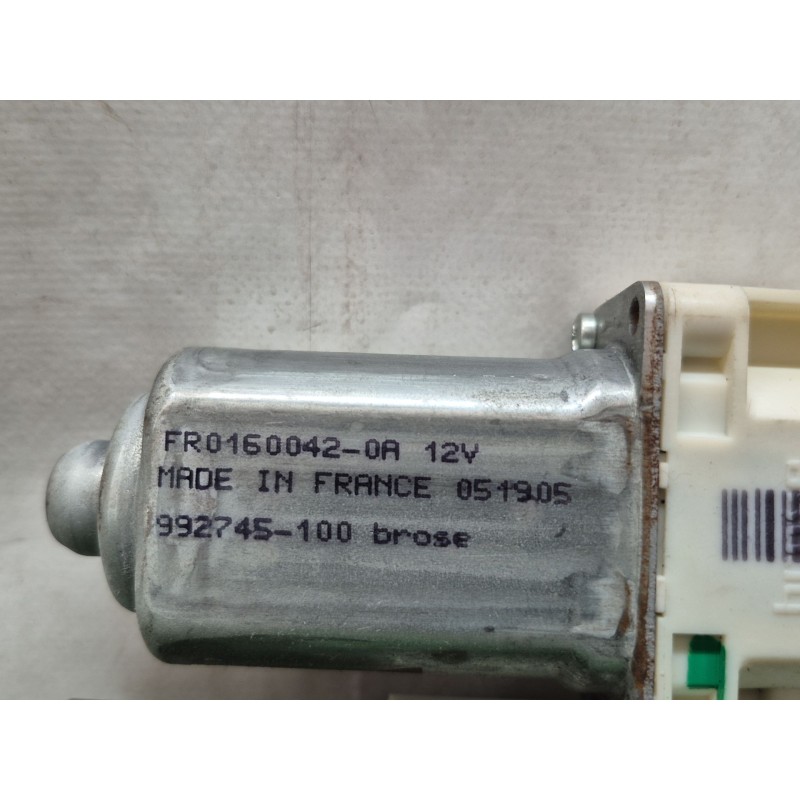 FR0160042-0A 12V
MADE IN FRANCE 051905
992745-100 brose